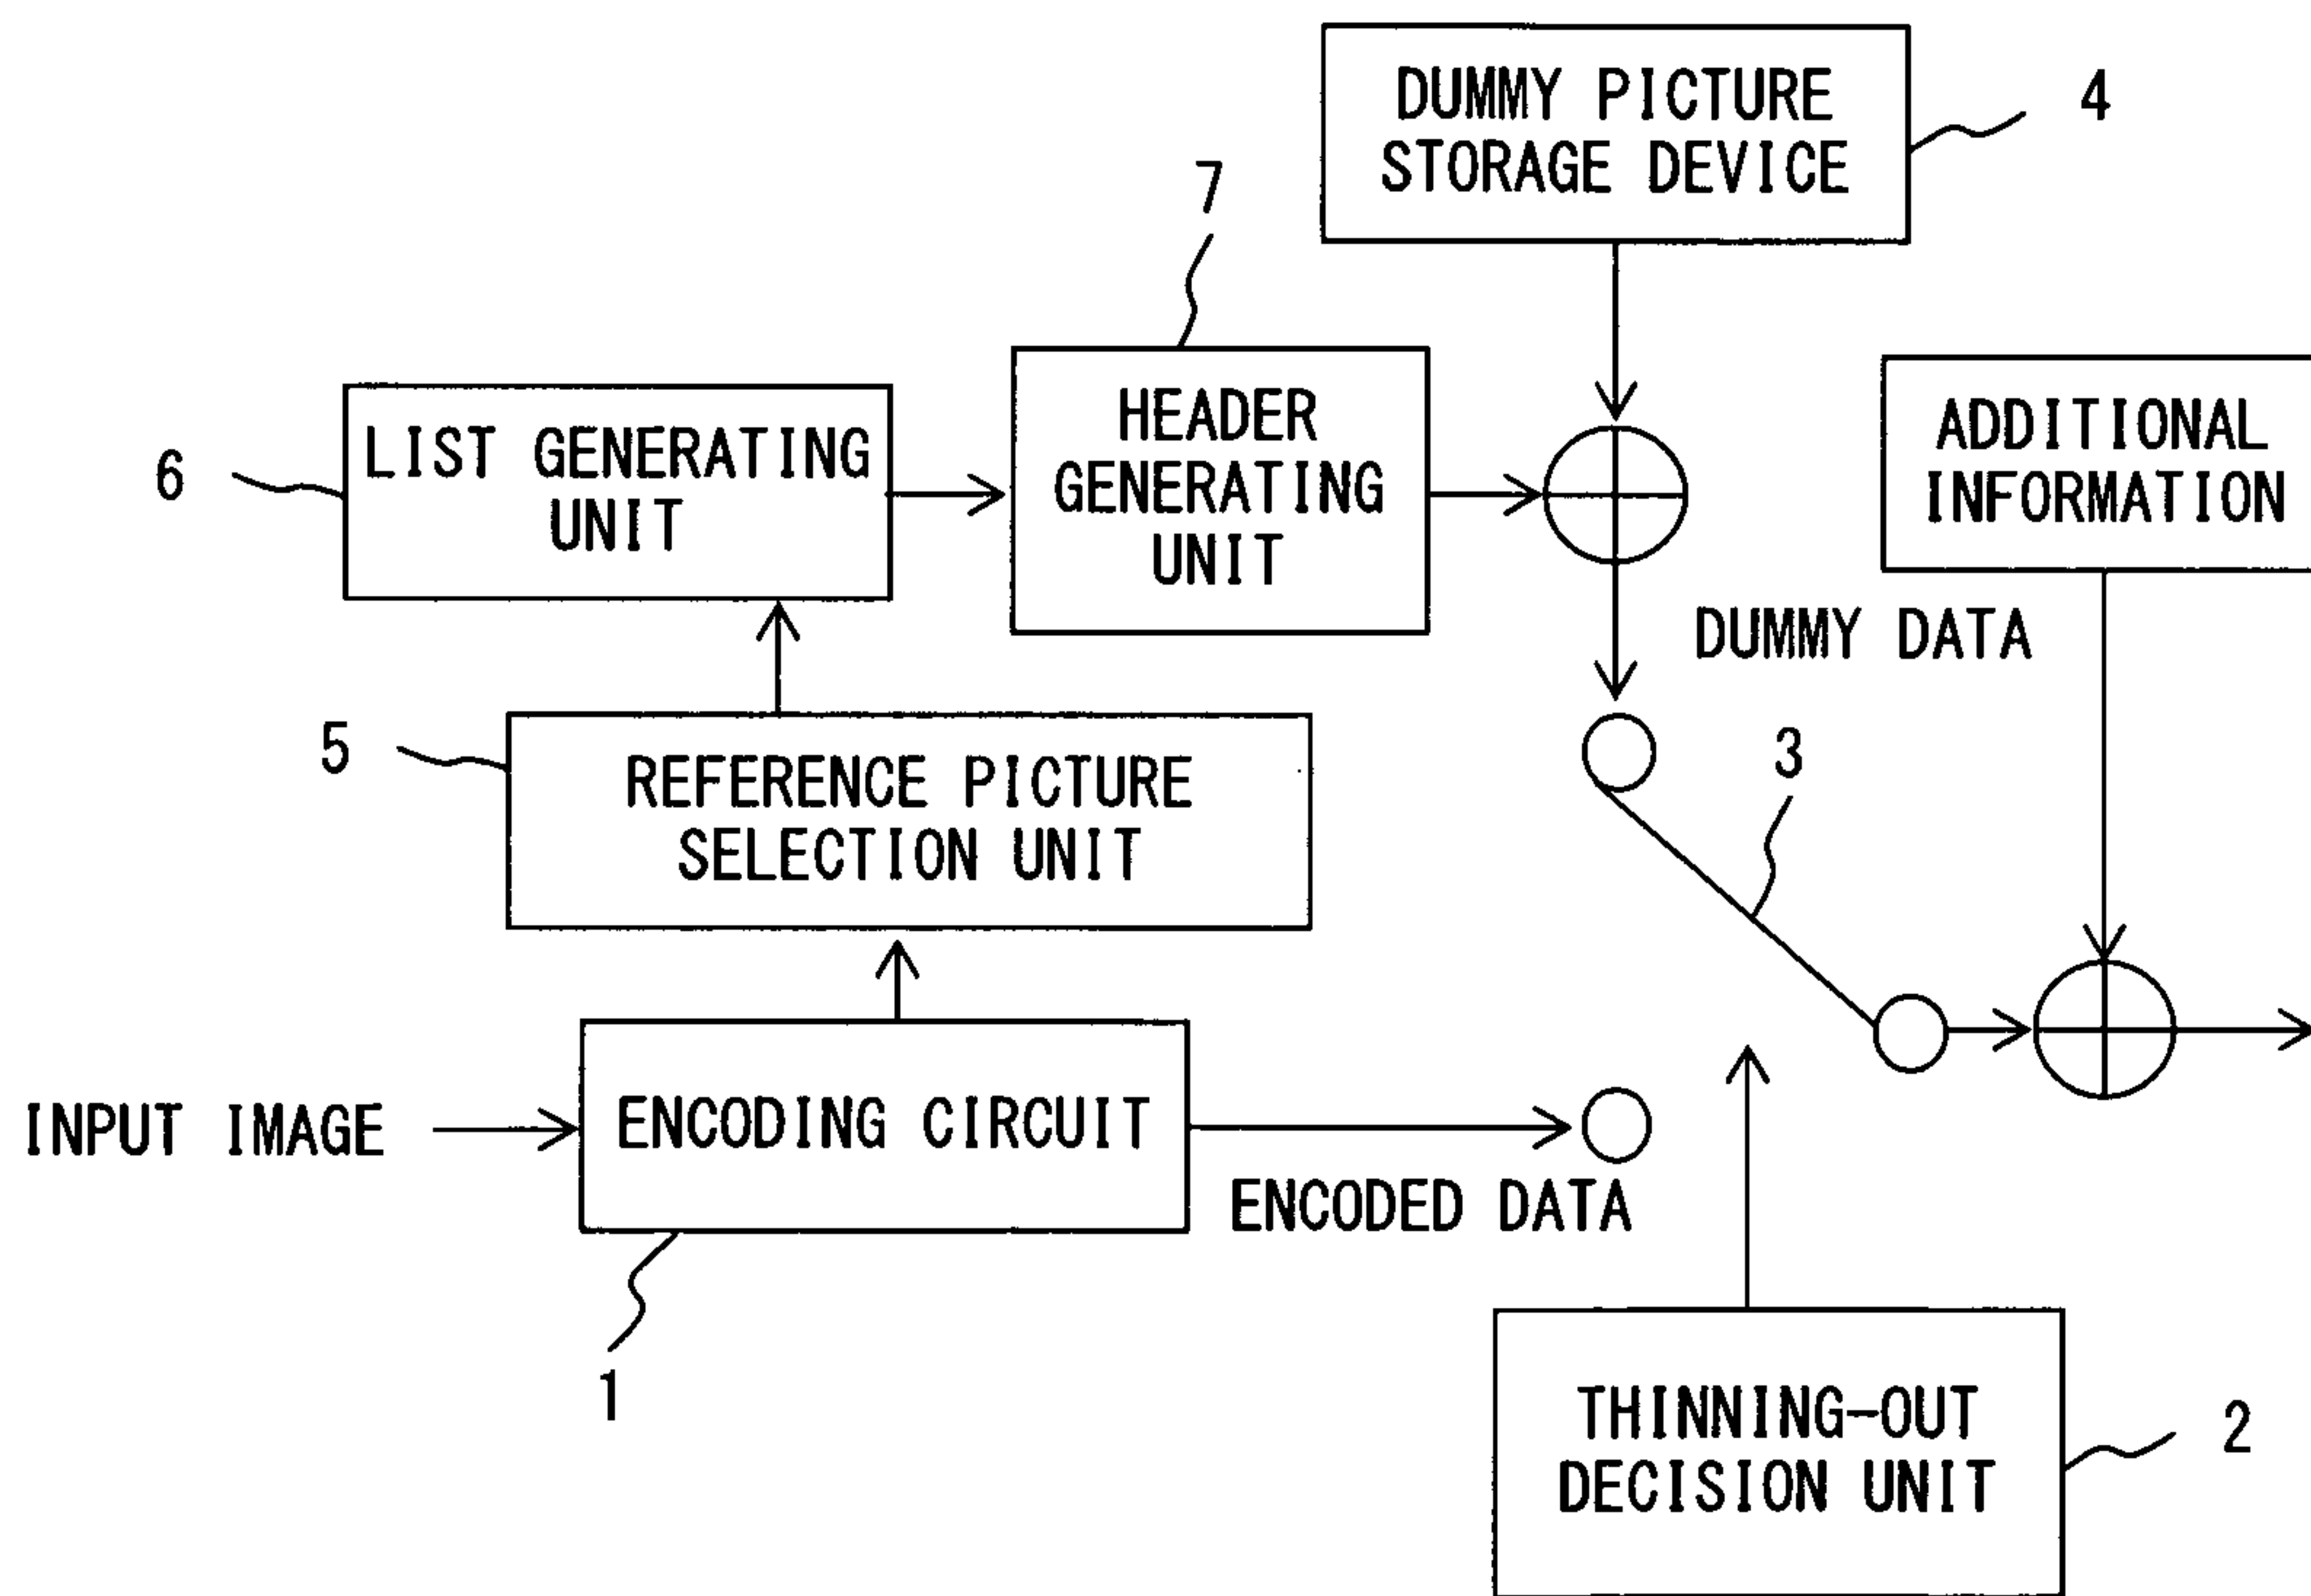 DUMMY PICTURE
STORAGE DEVICE
4
7
HEADER
GENERATING
UNIT
LIST GENERATING
UNIT
6
ADDITIONAL
INFORMATION
DUMMY DATA
5
REFERENCE PICTURE
SELECTION UNIT
3
INPUT IMAGE
ENCODING CIRCUIT
ENCODED DATA
1
THINNING-OUT
DECISION UNIT
2